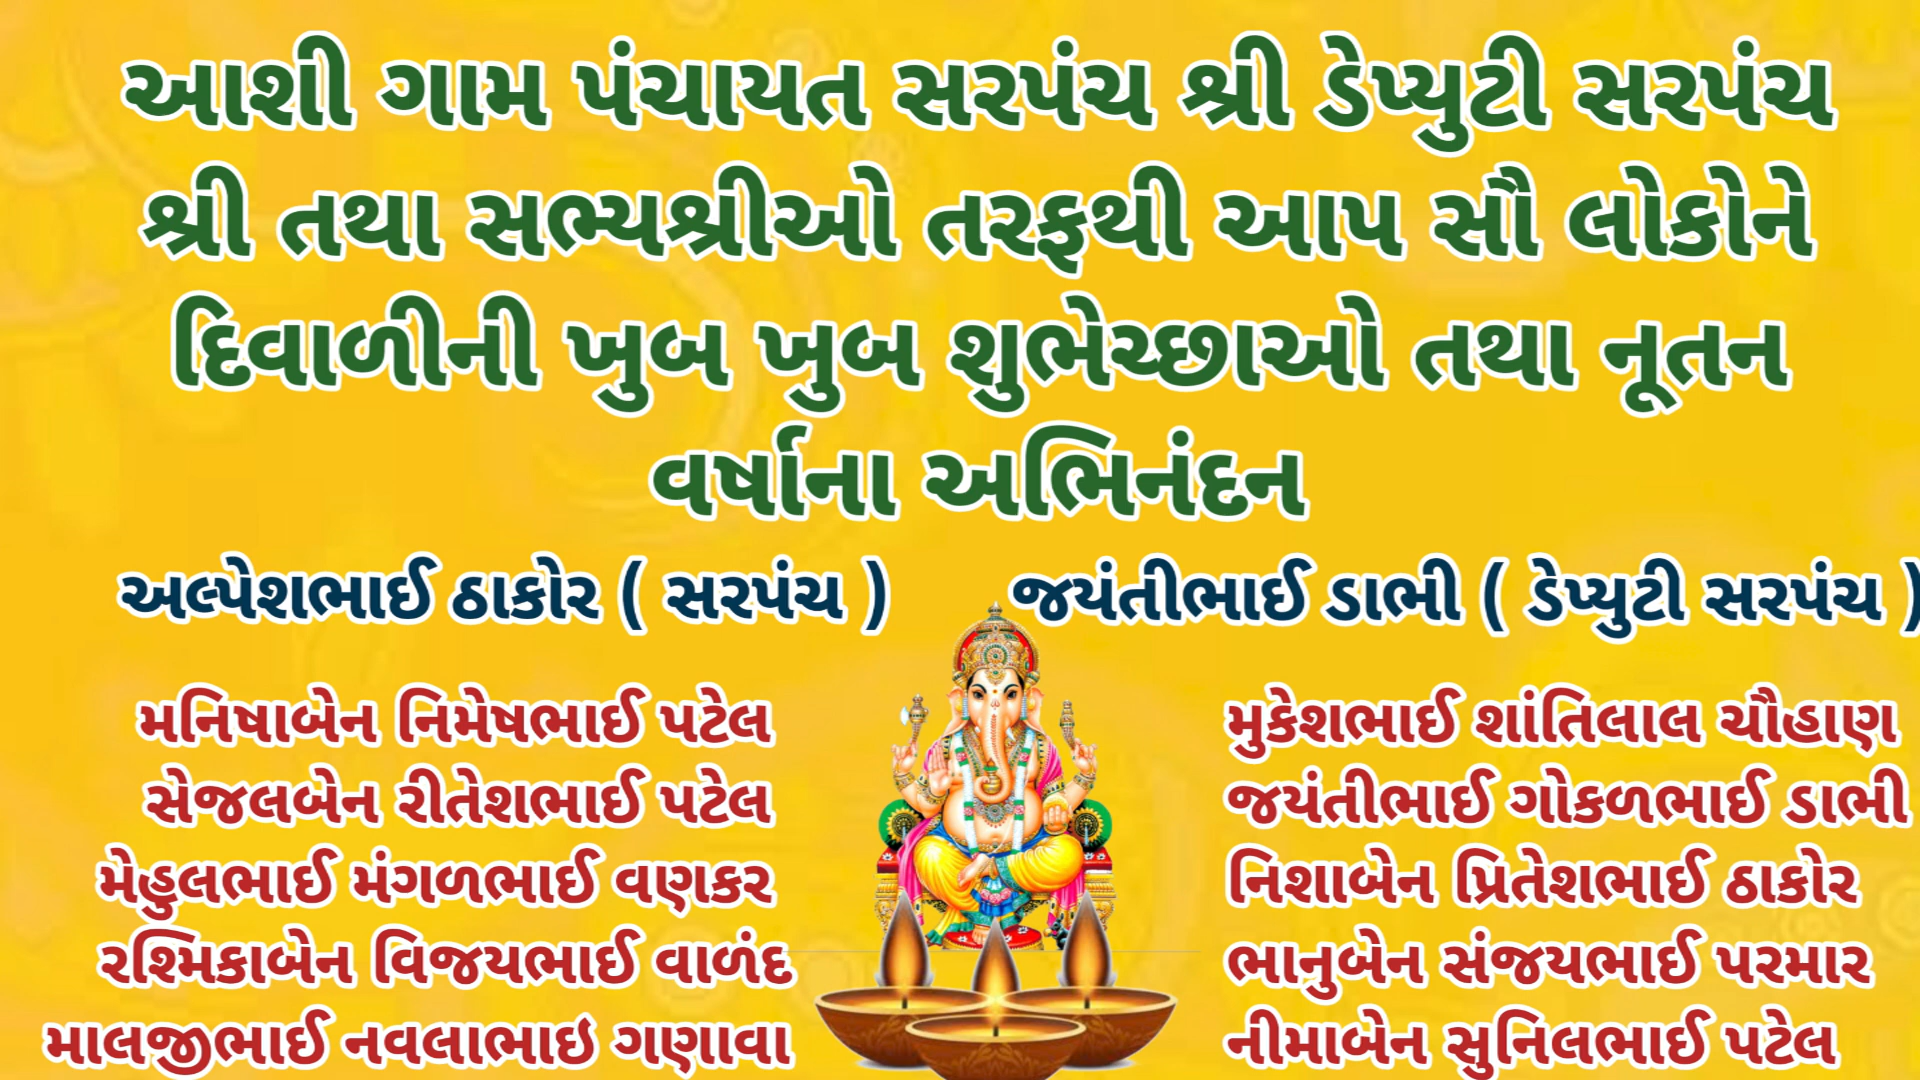 આશી ગામ પંચાયત સરપંચ શ્રી ડેપ્યુટી સરપંચ
શ્રી તથા સભ્યશ્રીઓ તરફથી આપ સૌ લોકોને
દિવાળીની ખુબ ખુબ શુભેચ્છાઓ તથા નૂતન
વર્ષાના અભિનંદન
અલ્પેશભાઈ ઠાકોર ( સરપંચ )
જયંતીભાઈ ડાભી ( ડેપ્યુટી સરપંચ )
મનિષાબેન નિમેષભાઈ પટેલ
સેજલબેન રીતેશભાઈ પટેલ
મેહુલભાઈ મંગળભાઈ વણકર
રશ્મિકાબેન વિજયભાઈ વાળંદ
માલજીભાઈ નવલાભાઇ ગણાવા
મુકેશભાઈ શાંતિલાલ ચૌહાણ
જયંતીભાઈ ગોકળભાઈ ડાભી
નિશાબેન પ્રિતેશભાઈ ઠાકોર
ભાનુબેન સંજયભાઈ પરમાર
નીમાબેન સુનિલભાઈ પટેલ